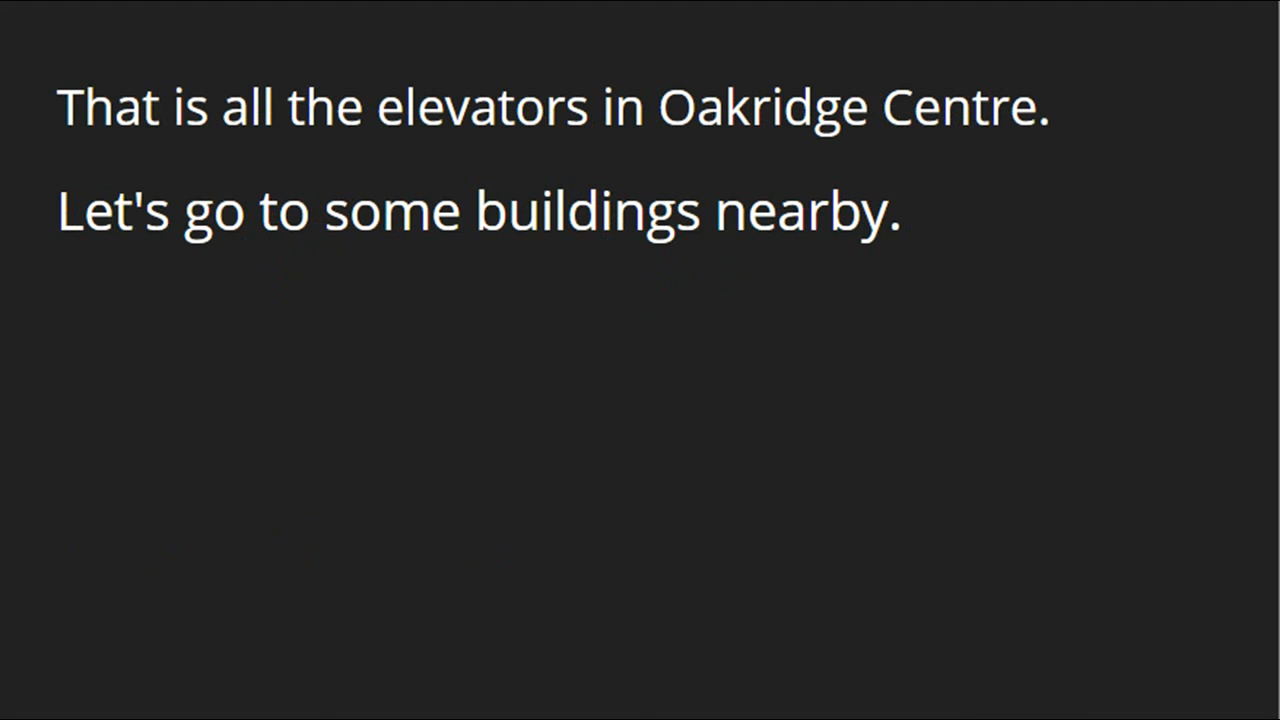 That is all the elevators in Oakridge Centre.
Let's go to some buildings nearby.